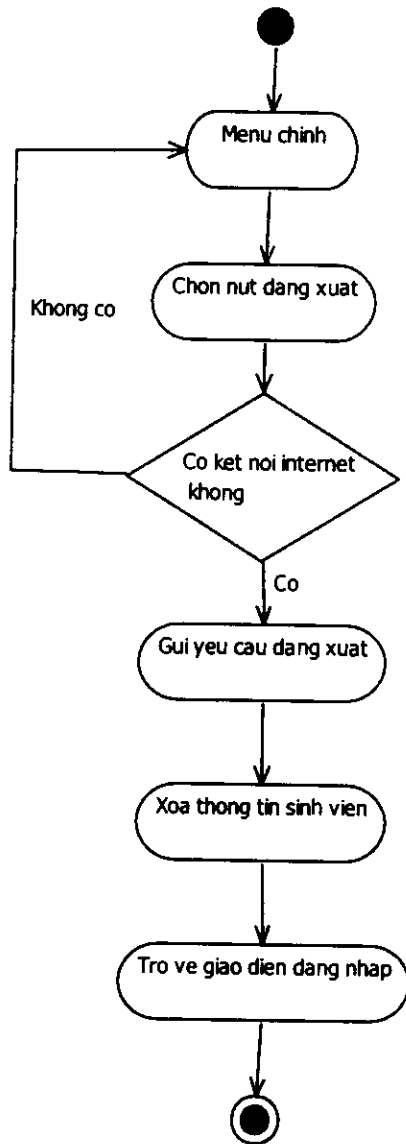 Menu chinh
Chon nut dang xuat
Khong co
Co ket noi internet
khong
Co
Gui yeu cau dang xuat
Xoa thong tin sinh vien
Tro ve giao dien dang nhap